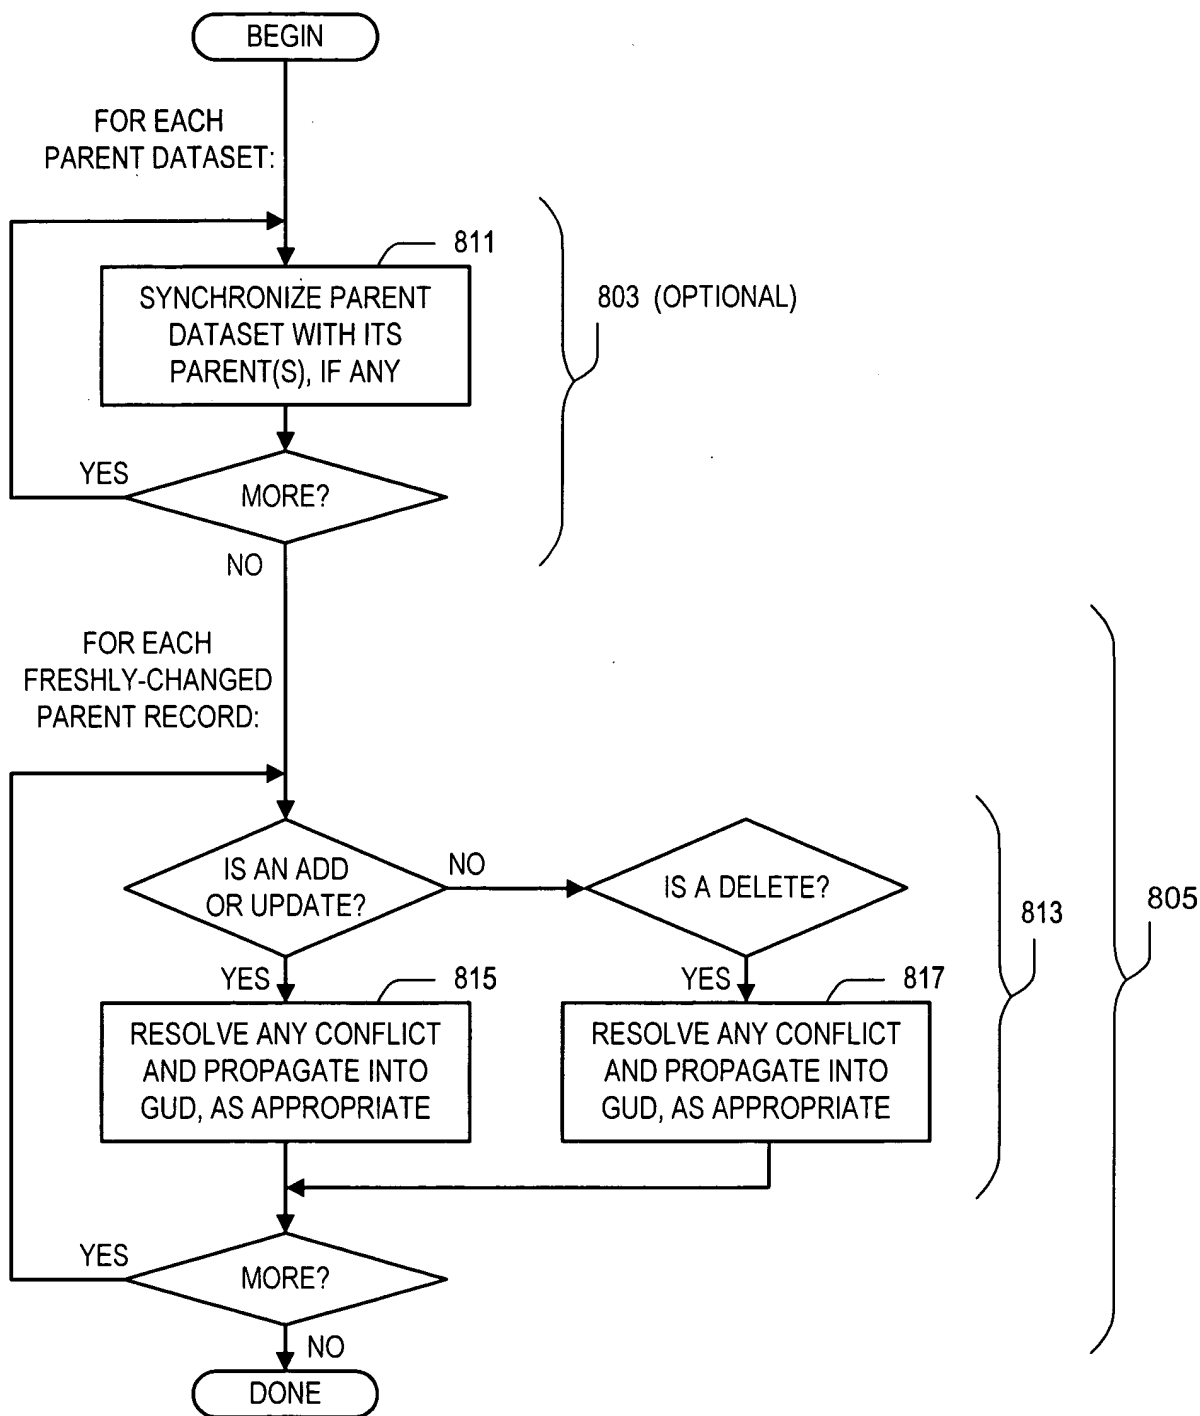 BEGIN
FOR EACH
PARENT DATASET:
811
SYNCHRONIZE PARENT
DATASET WITH ITS
PARENT(S), IF ANY
803 (OPTIONAL)
YES
MORE?
NO
FOR EACH
FRESHLY-CHANGED
PARENT RECORD:
IS AN ADD
OR UPDATE?
NO
IS A DELETE?
813
805
YES
815
YES
817
RESOLVE ANY CONFLICT
AND PROPAGATE INTO
GUD, AS APPROPRIATE
RESOLVE ANY CONFLICT
AND PROPAGATE INTO
GUD, AS APPROPRIATE
YES
MORE?
NO
DONE